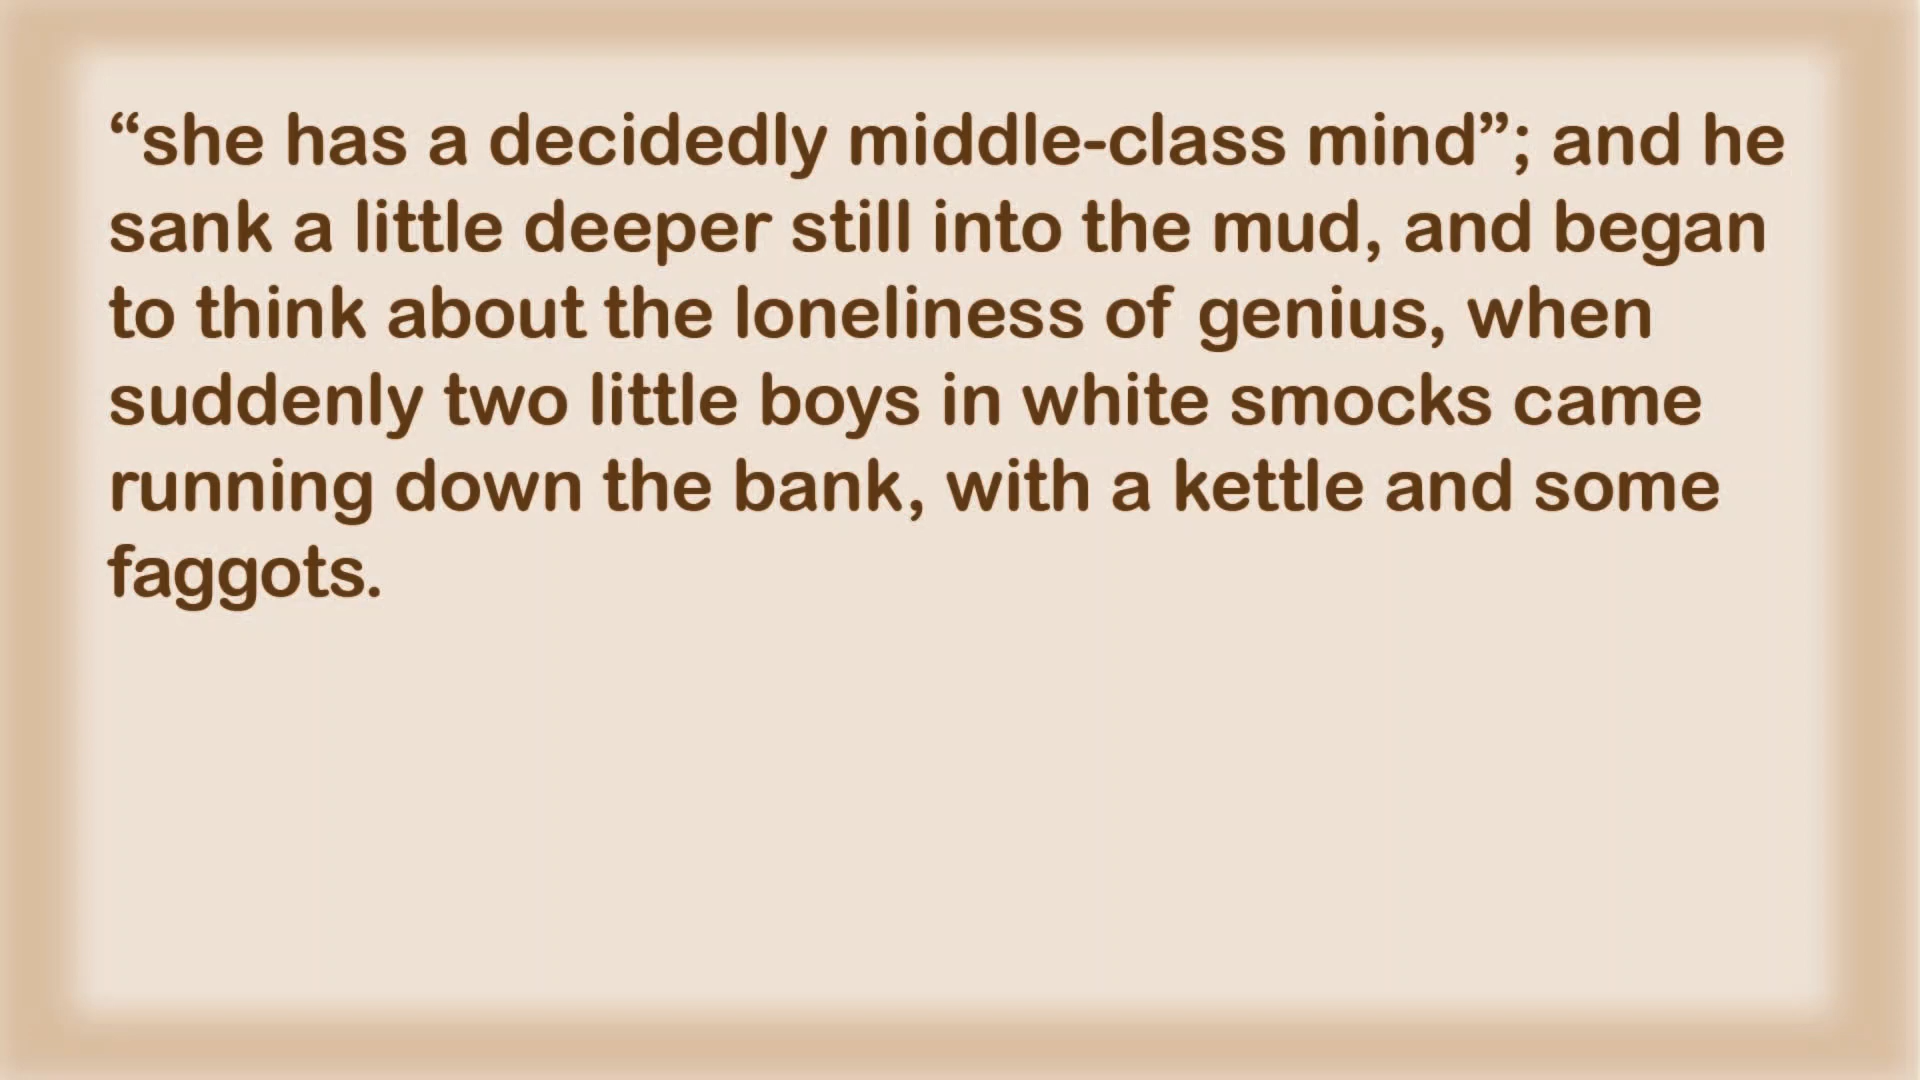 “she has a decidedly middle-class mind”; and he
sank a little deeper still into the mud, and began
to think about the loneliness of genius, when
suddenly two little boys in white smocks came
running down the bank, with a kettle and some
faggots.